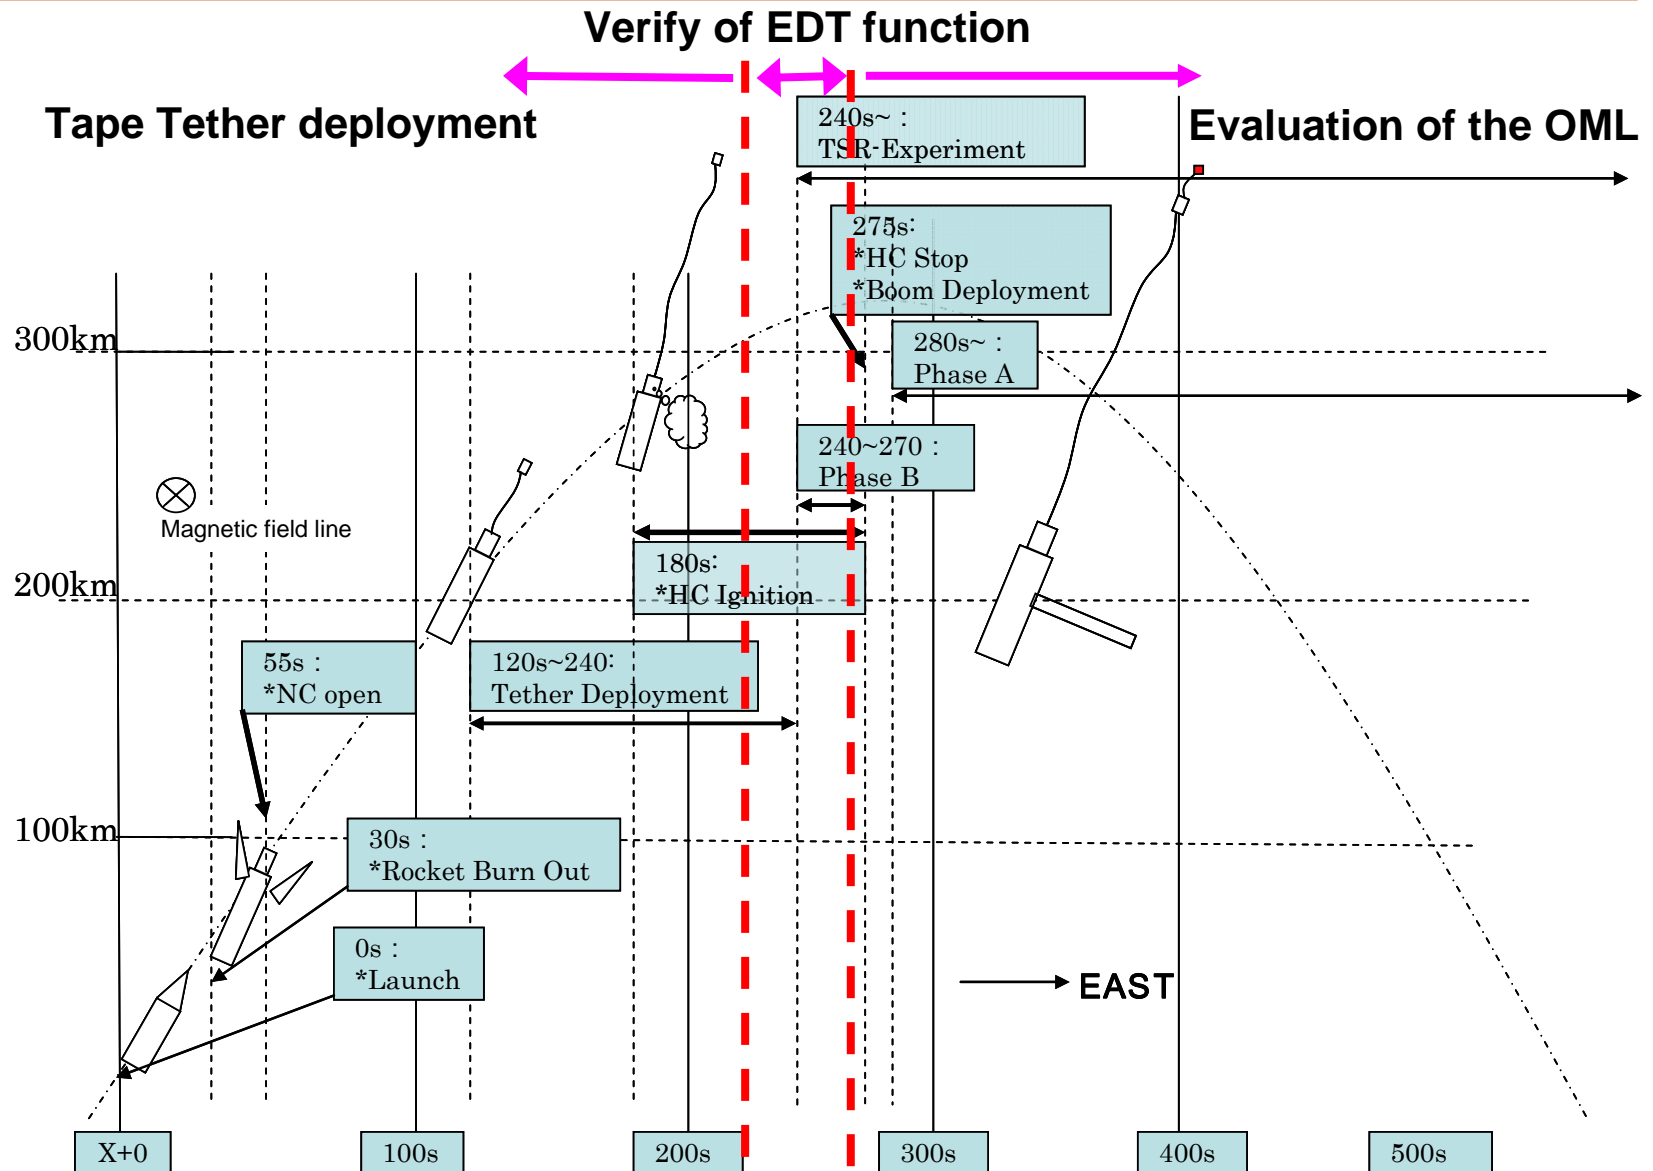 Verify of EDT function
Tape Tether deployment
Evaluation of the OML
240s~ :
TSR-Experiment
275s:
*HC Stop
*Boom Deployment
300km
280s~ :
Phase A
240~270 :
Phase B
Magnetic field line
180s:
*HC Ignition
200km
55s :
*NC open
120s~240:
Tether Deployment
100km
30s :
*Rocket Burn Out
0s :
*Launch
EAST
X+0
100s
200s
300s
400s
500s